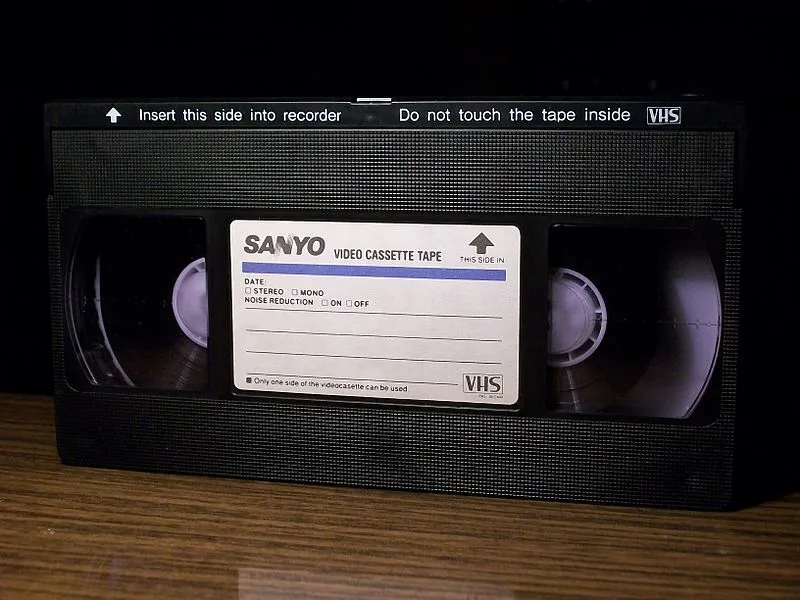 Insert this side into recorder Do not touch the tape inside VHS
SANYO VIDEO CASSETTE TAPE
THIS SIDE IN
DATE:
STEREO MONO
NOISE REDUCTION ON OFF
Only one side of the videocasette can be used
VHS